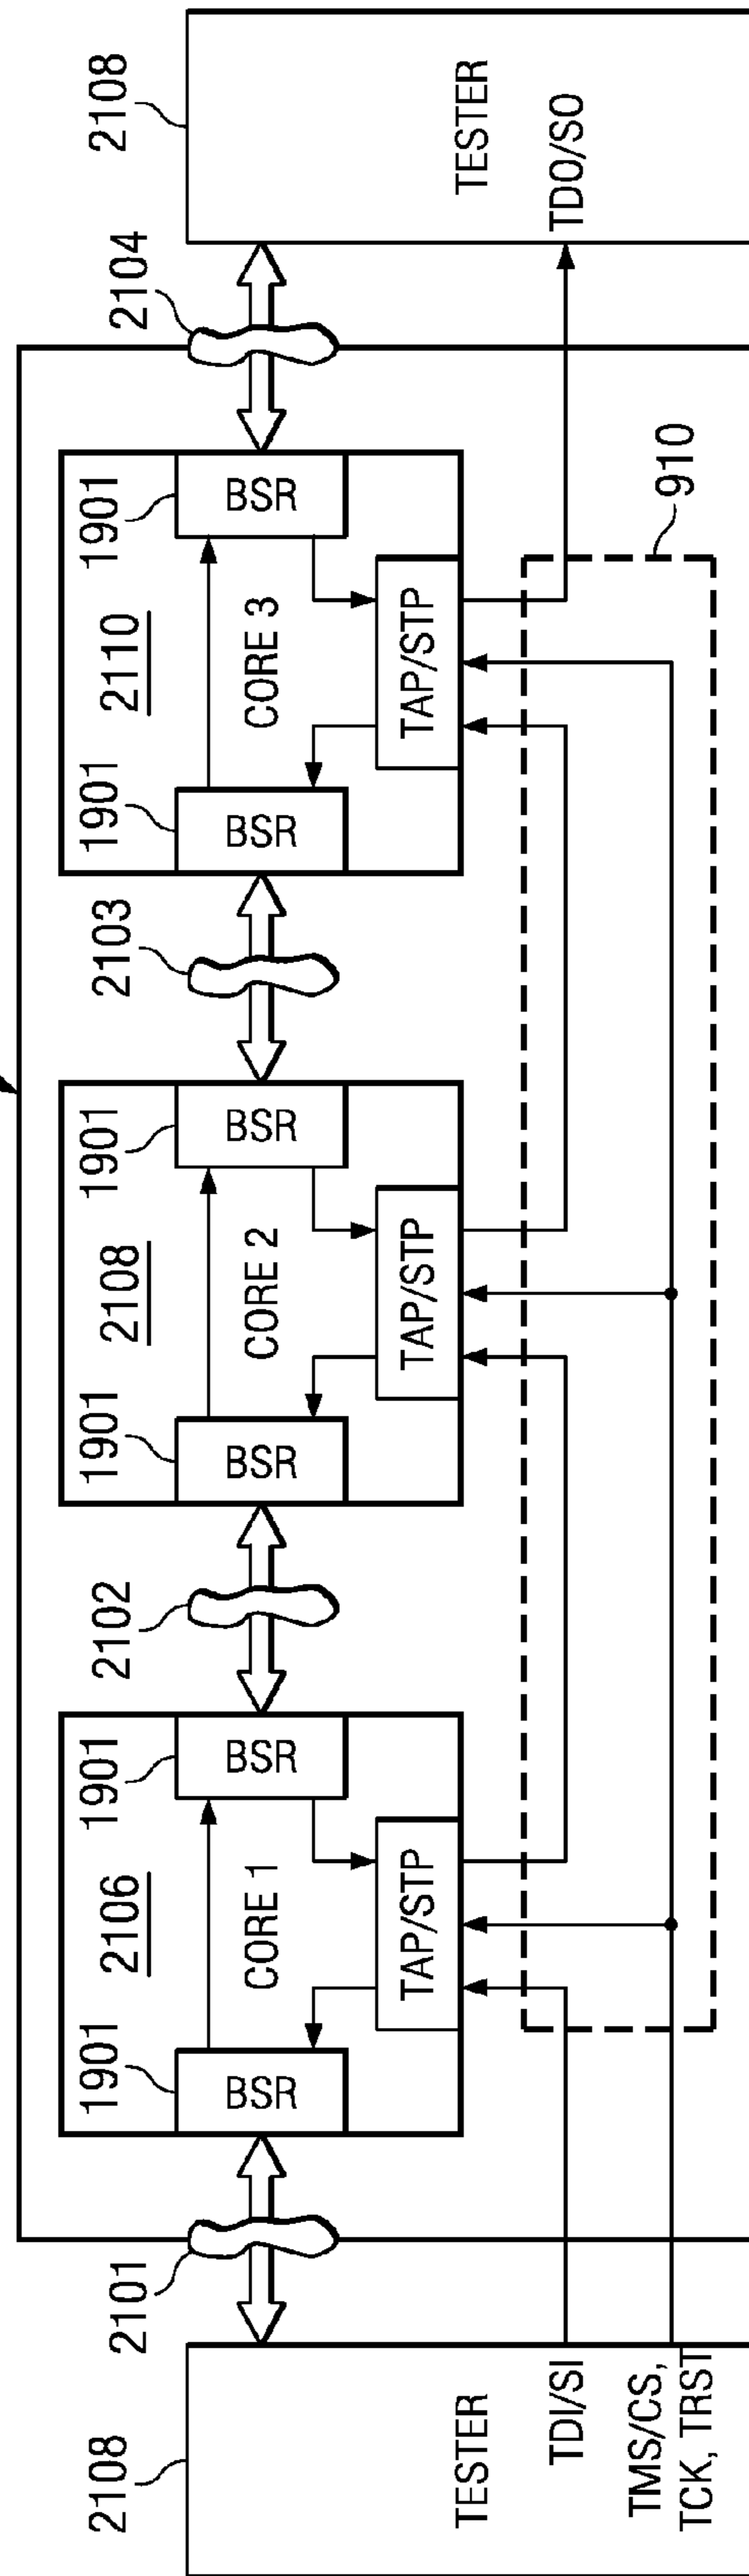 2108
TESTER
TDI/SI
TMS/CS,
TCK, TRST
2101
1901
BSR
2106
CORE 1
1901
BSR
TAP/STP
2102
1901
BSR
2108
CORE 2
1901
BSR
TAP/STP
2103
1901
BSR
2110
CORE 3
1901
BSR
TAP/STP
910
2104
2108
TESTER
TDO/SO